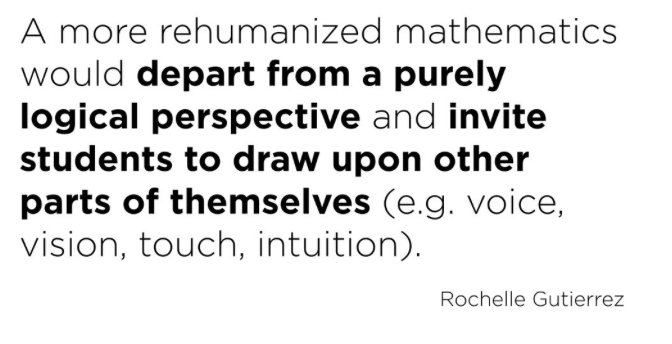 A more rehumanized mathematics
would depart from a purely
logical perspective and invite
students to draw upon other
parts of themselves (e.g. voice,
vision, touch, intuition).
Rochelle Gutierrez